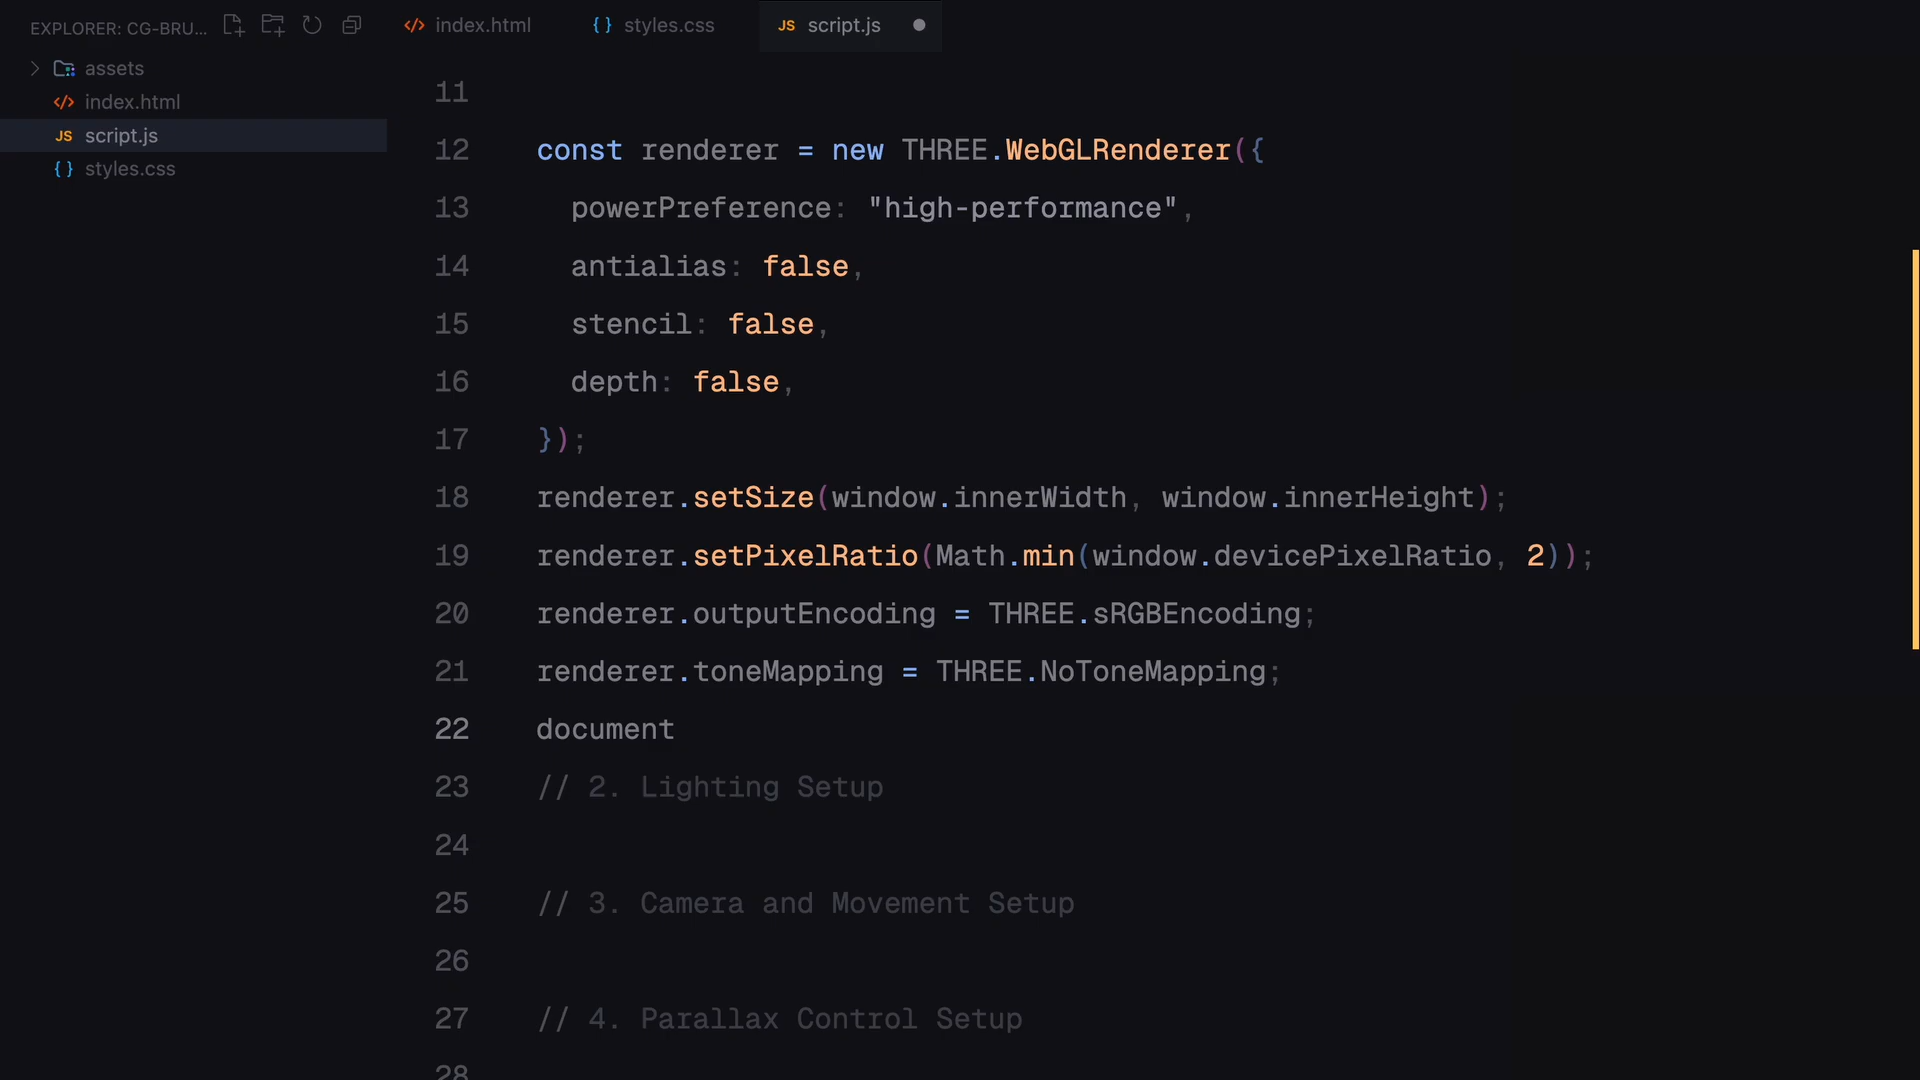 EXPLORER: CG-BRU...
assets
</> index.html
JS script.js
{ } styles.css
</> index.html
{ } styles.css
JS script.js
11
12 const renderer = new THREE.WebGLRenderer({
13 powerPreference: "high-performance",
14 antialias: false,
15 stencil: false,
16 depth: false,
17 });
18 renderer.setSize(window.innerWidth, window.innerHeight);
19 renderer.setPixelRatio(Math.min(window.devicePixelRatio, 2));
20 renderer.outputEncoding = THREE.sRGBEncoding;
21 renderer.toneMapping = THREE.NoToneMapping;
22 document
23 // 2. Lighting Setup
24
25 // 3. Camera and Movement Setup
26
27 // 4. Parallax Control Setup
28